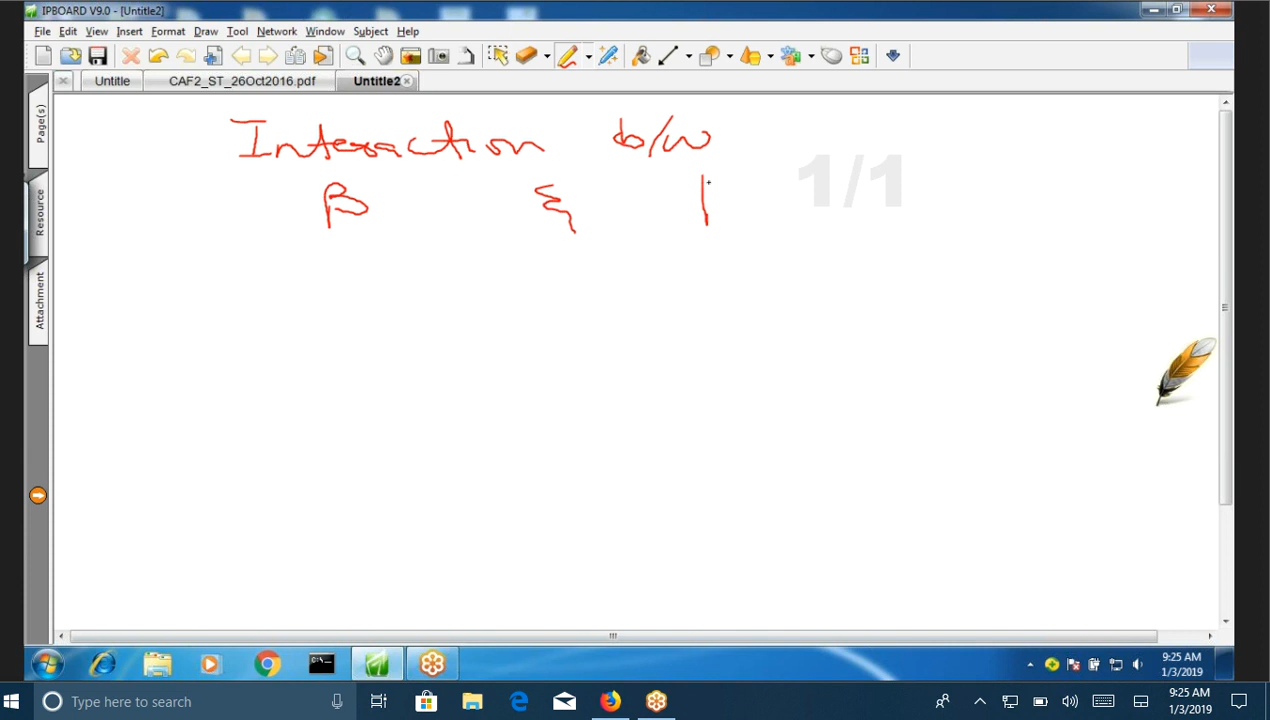 IPBOARD V9.0 - [Untitle2]
File Edit View Insert Format Draw Tool Network Window Subject Help
Untitle CAF2_ST_26Oct2016.pdf Untitle2
Page(s)
Resource
Attachment
Interaction b/w
β &
1/1
9:25 AM
1/3/2019
Type here to search
9:25 AM
1/3/2019